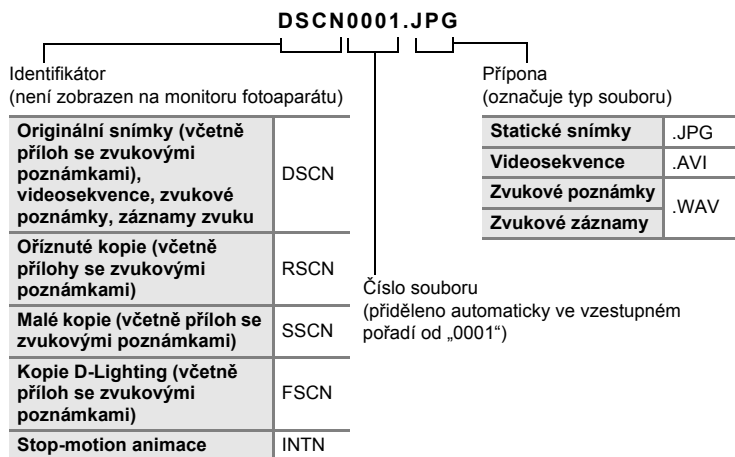 DSCN0001.JPG
Identifikátor
(není zobrazen na monitoru fotoaparátu)
Originální snímky (včetně
příloh se zvukovými
poznámkami),
videosekvence, zvukové
poznámky, záznamy zvuku
DSCN
Oříznuté kopie (včetně
přílohy se zvukovými
poznámkami)
RSCN
Malé kopie (včetně příloh se
zvukovými poznámkami)
SSCN
Kopie D-Lighting (včetně
příloh se zvukovými
poznámkami)
FSCN
Stop-motion animace
INTN
Číslo souboru
(přiděleno automaticky ve vzestupném
pořadí od „0001“)
Přípona
(označuje typ souboru)
Statické snímky
.JPG
Videosekvence
.AVI
Zvukové poznámky
Zvukové záznamy
.WAV